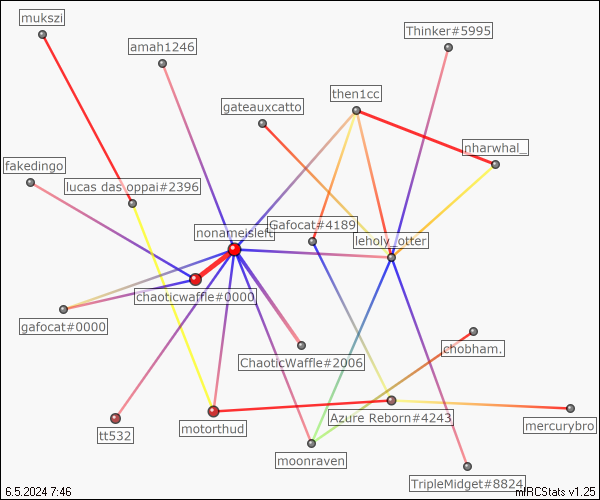 mukszi
Thinker#5995
amah1246
then1cc
gateauxcatto
nharwhal_
fakedingo
lucas das oppai#2396
Gafocat#4189
nonameisleft
leholy_otter
chaoticwaffle#0000
gafocat#0000
chobham.
ChaoticWaffle#2006
Azure Reborn#4243
mercurybro
motorthud
tt532
moonraven
TripleMidget#8824
6.5.2024 7:46
mIRCStats v1.25